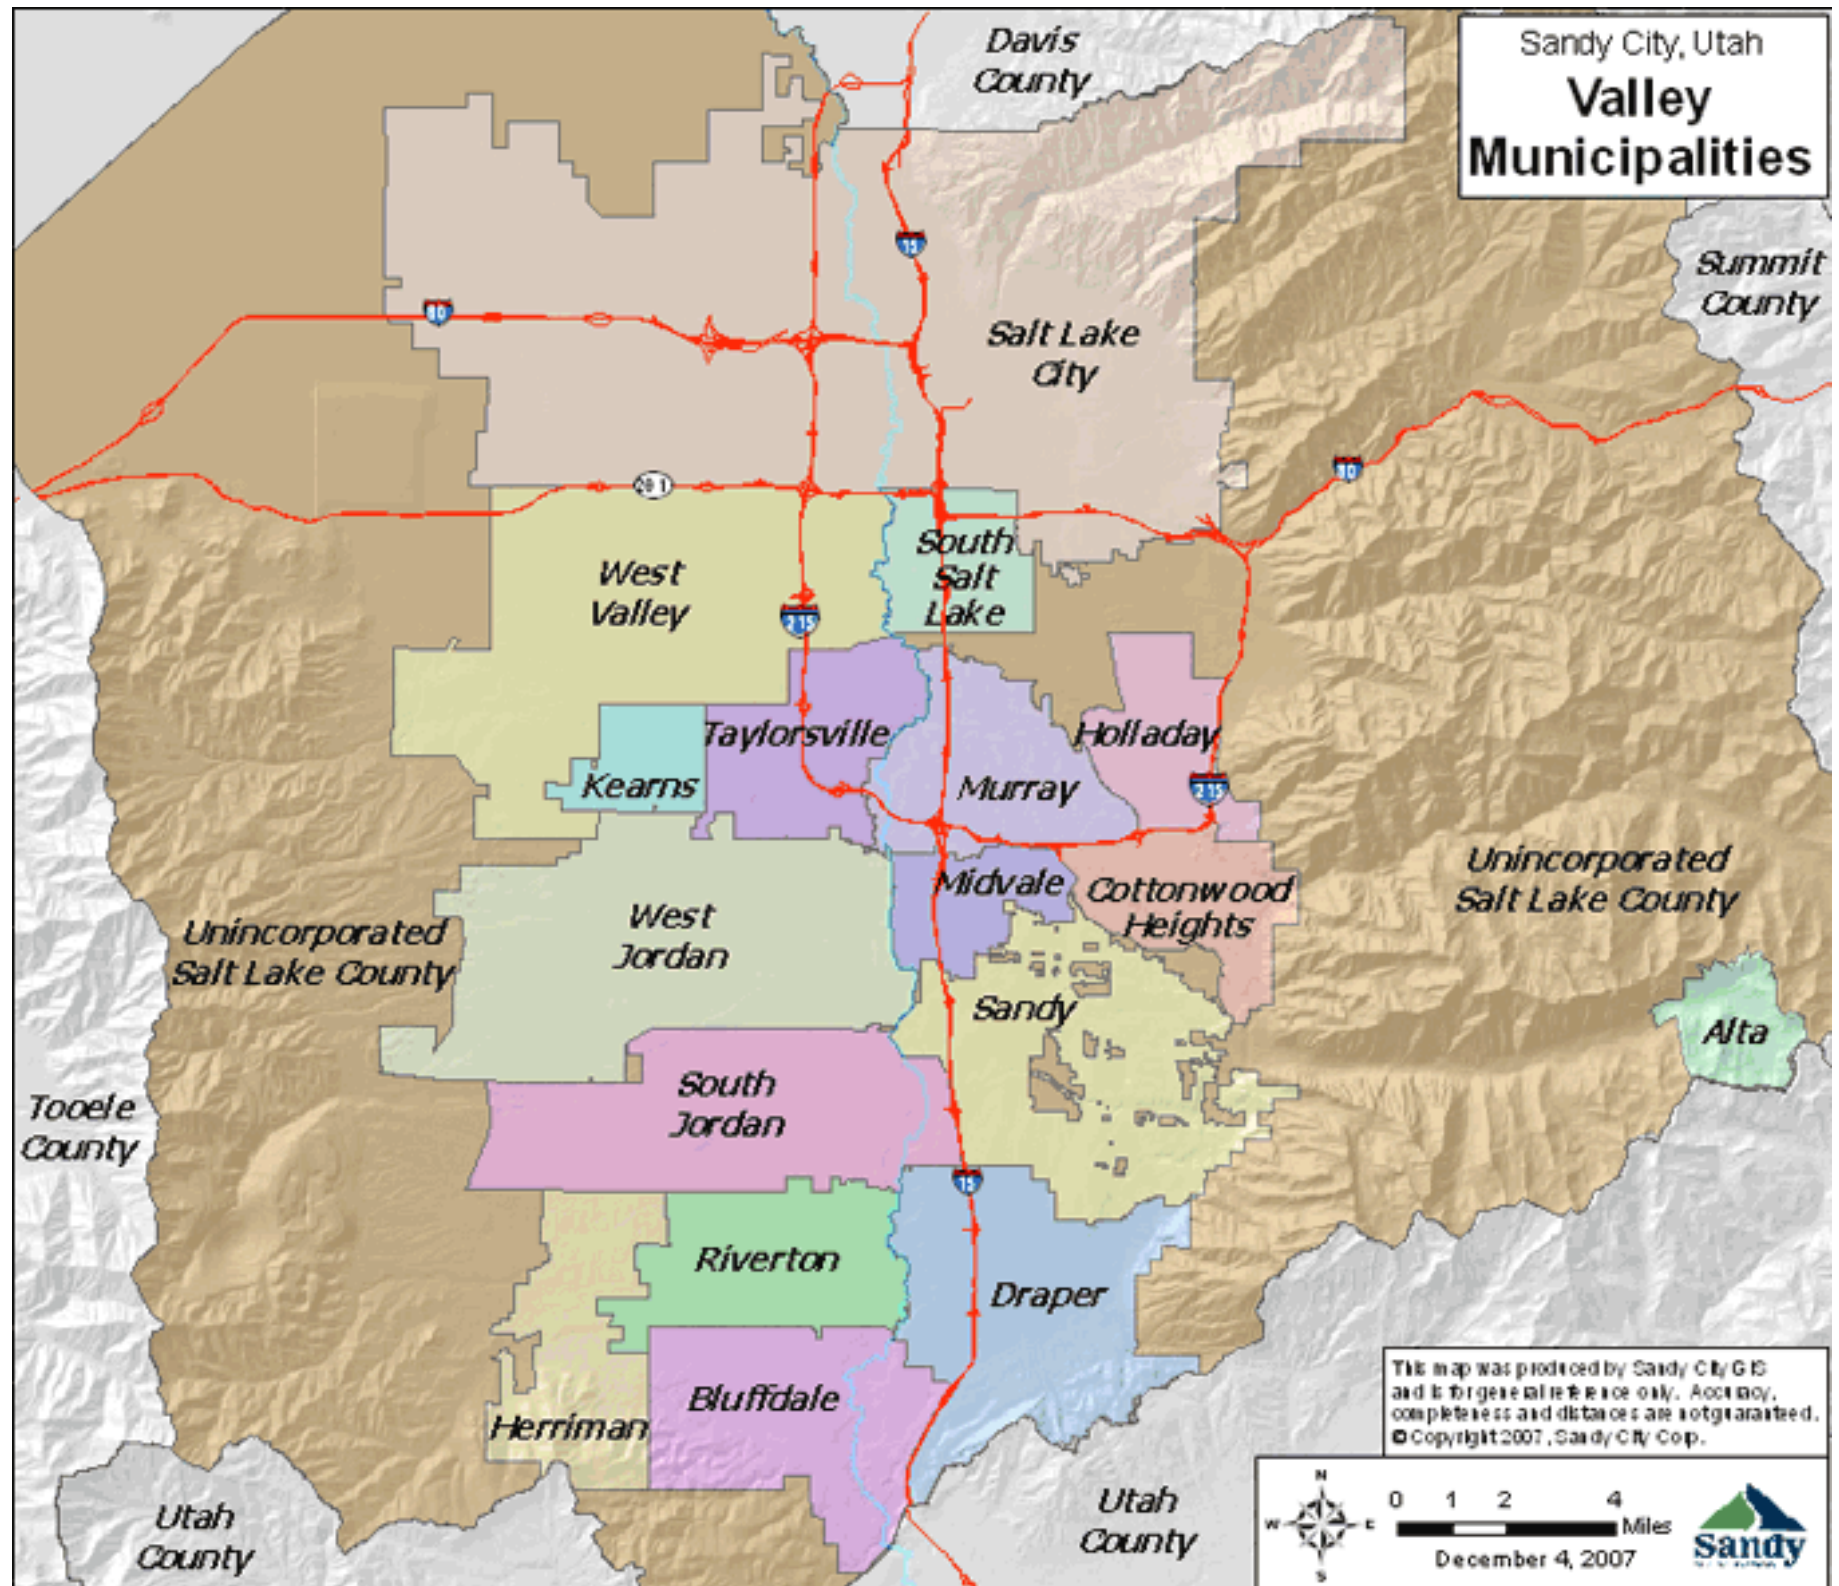 Sandy City, Utah
Valley
Municipalities
Davis
County
Summit
County
15
80
Salt Lake
City
80
201
South
Salt
Lake
West
Valley
215
Taylorsville
Holladay
Kearns
Murray
215
Midvale
Cottonwood
Heights
Unincorporated
Salt Lake County
West
Jordan
Unincorporated
Salt Lake County
Sandy
Alta
South
Jordan
Tooele
County
15
Riverton
Draper
Bluffdale
Herriman
This map was produced by Sandy City GIS
and is for general reference only. Accuracy,
completeness and distances are not guaranteed.
© Copyright 2007, Sandy City Corp.
Utah
County
Utah
County
N
W E
S
0 1 2 4
Miles
December 4, 2007
Sandy